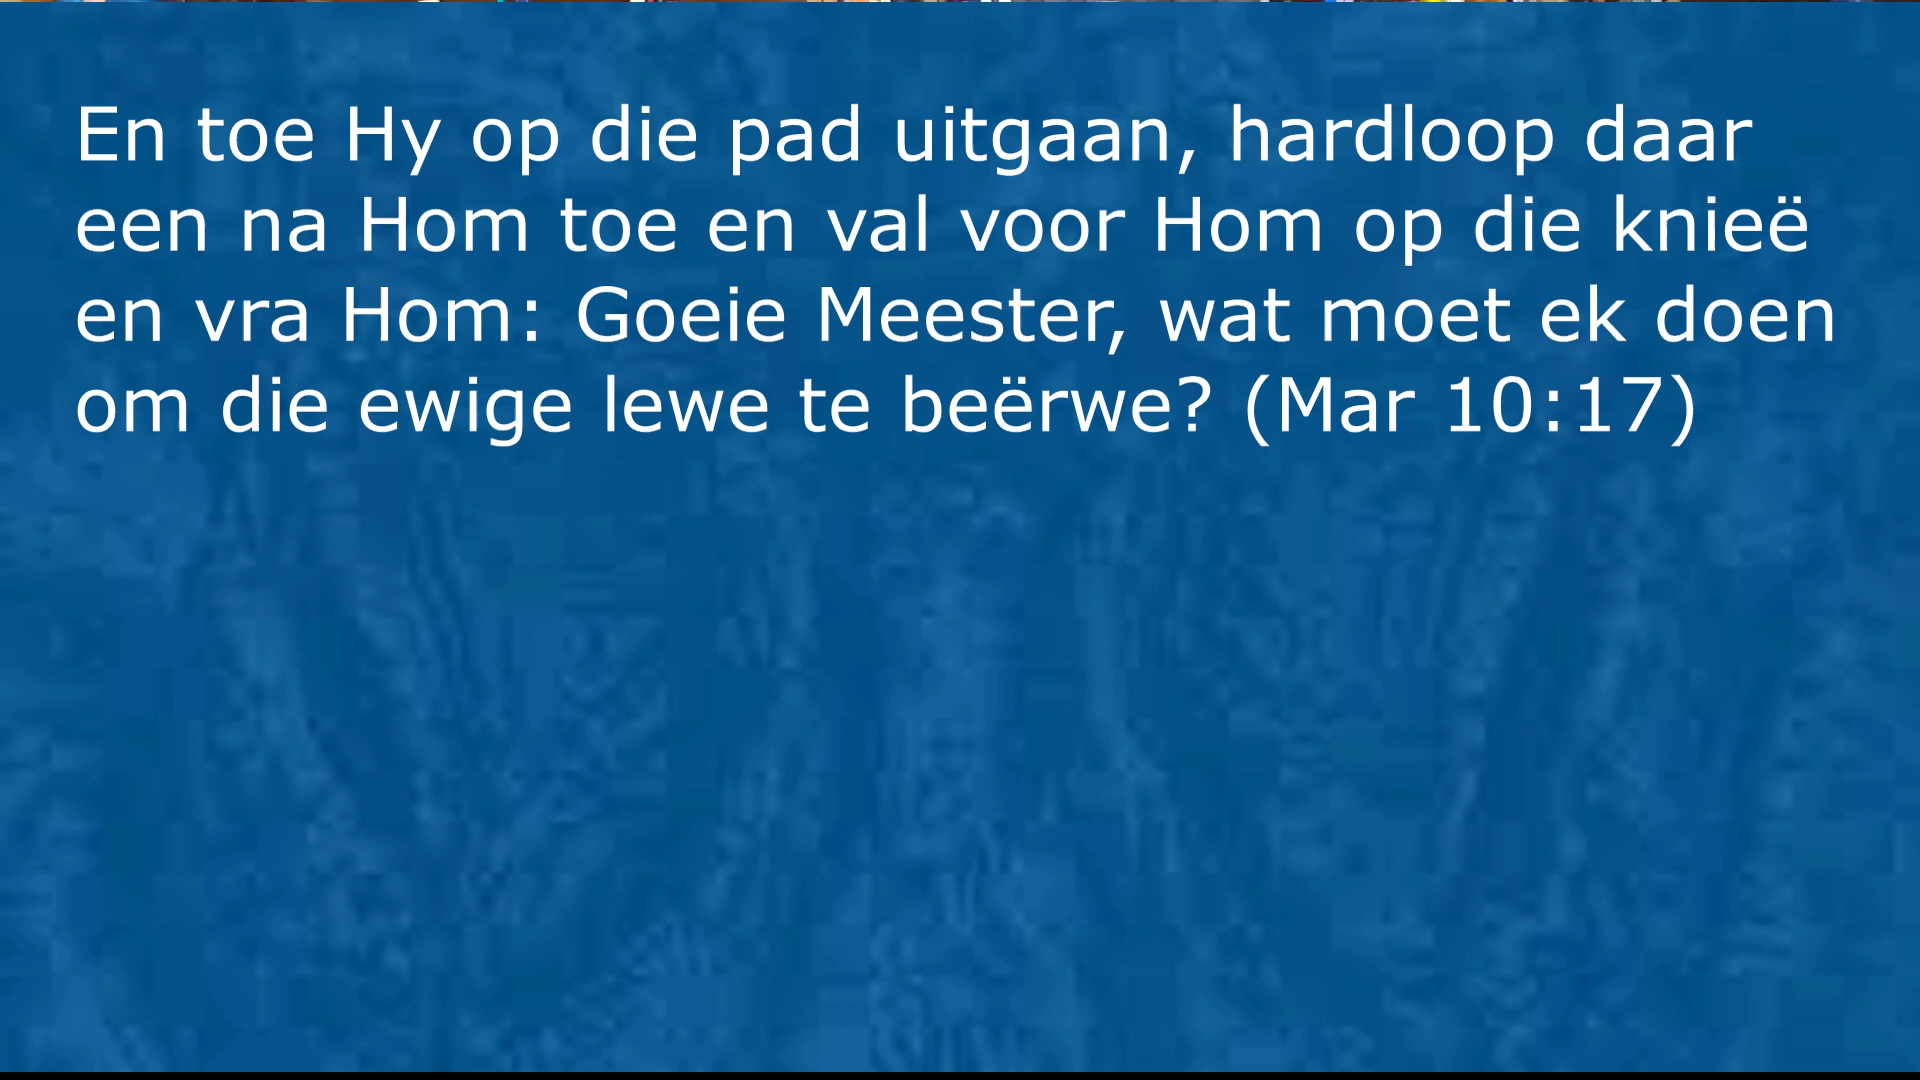 En toe Hy op die pad uitgaan, hardloop daar
een na Hom toe en val voor Hom op die knieë
en vra Hom: Goeie Meester, wat moet ek doen
om die ewige lewe te beërwe? (Mar 10:17)